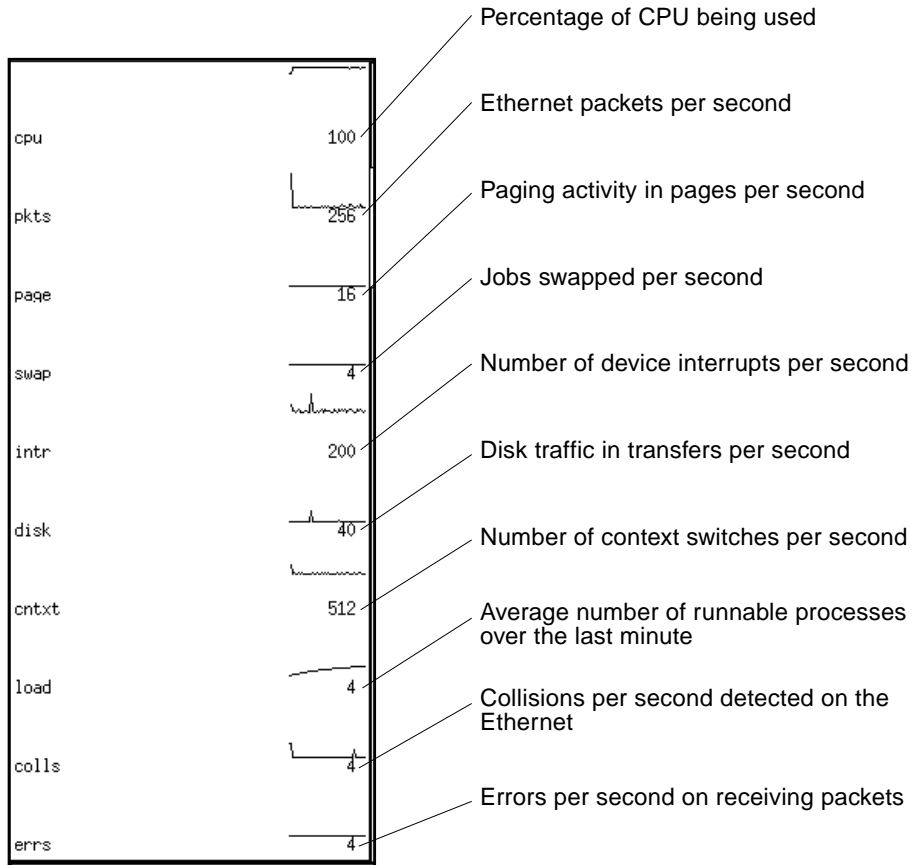 Percentage of CPU being used
cpu 100
Ethernet packets per second
pkts 256
Paging activity in pages per second
page 16
Jobs swapped per second
swap 4
Number of device interrupts per second
intr 200
Disk traffic in transfers per second
disk 40
Number of context switches per second
cntxt 512
Average number of runnable processes
over the last minute
load 4
Collisions per second detected on the
Ethernet
colls 4
Errors per second on receiving packets
errs 4